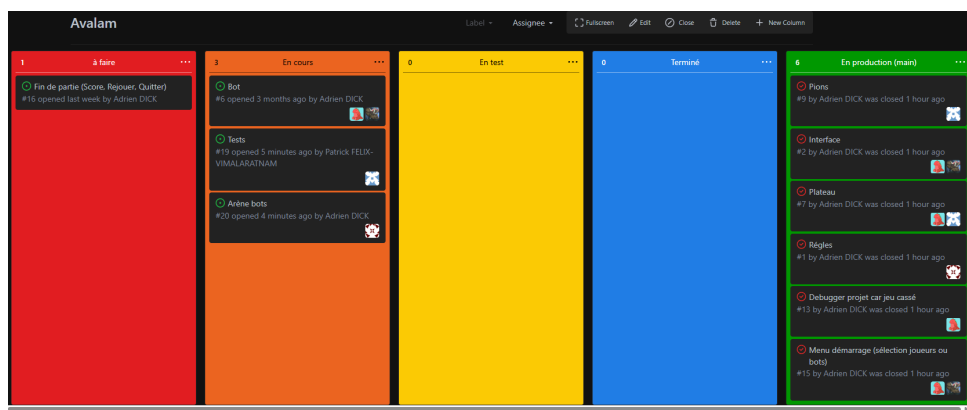 Avalam
Label
Assignee
Fullscreen
Edit
Close
Delete
+ New Column
1 à faire ...
Fin de partie (Score, Rejouer, Quitter)
#16 opened last week by Adrien DICK
3 En cours ...
Bot
#6 opened 3 months ago by Adrien DICK
Tests
#19 opened 5 minutes ago by Patrick FELIX-
VIMALARATNAM
Arène bots
#20 opened 4 minutes ago by Adrien DICK
0 En test ...
0 Terminé ...
6 En production (main) ...
Pions
#9 by Adrien DICK was closed 1 hour ago
Interface
#2 by Adrien DICK was closed 1 hour ago
Plateau
#7 by Adrien DICK was closed 1 hour ago
Régles
#1 by Adrien DICK was closed 1 hour ago
Debugger projet car jeu cassé
#13 by Adrien DICK was closed 1 hour ago
Menu démarrage (sélection joueurs ou
bots)
#15 by Adrien DICK was closed 1 hour ago